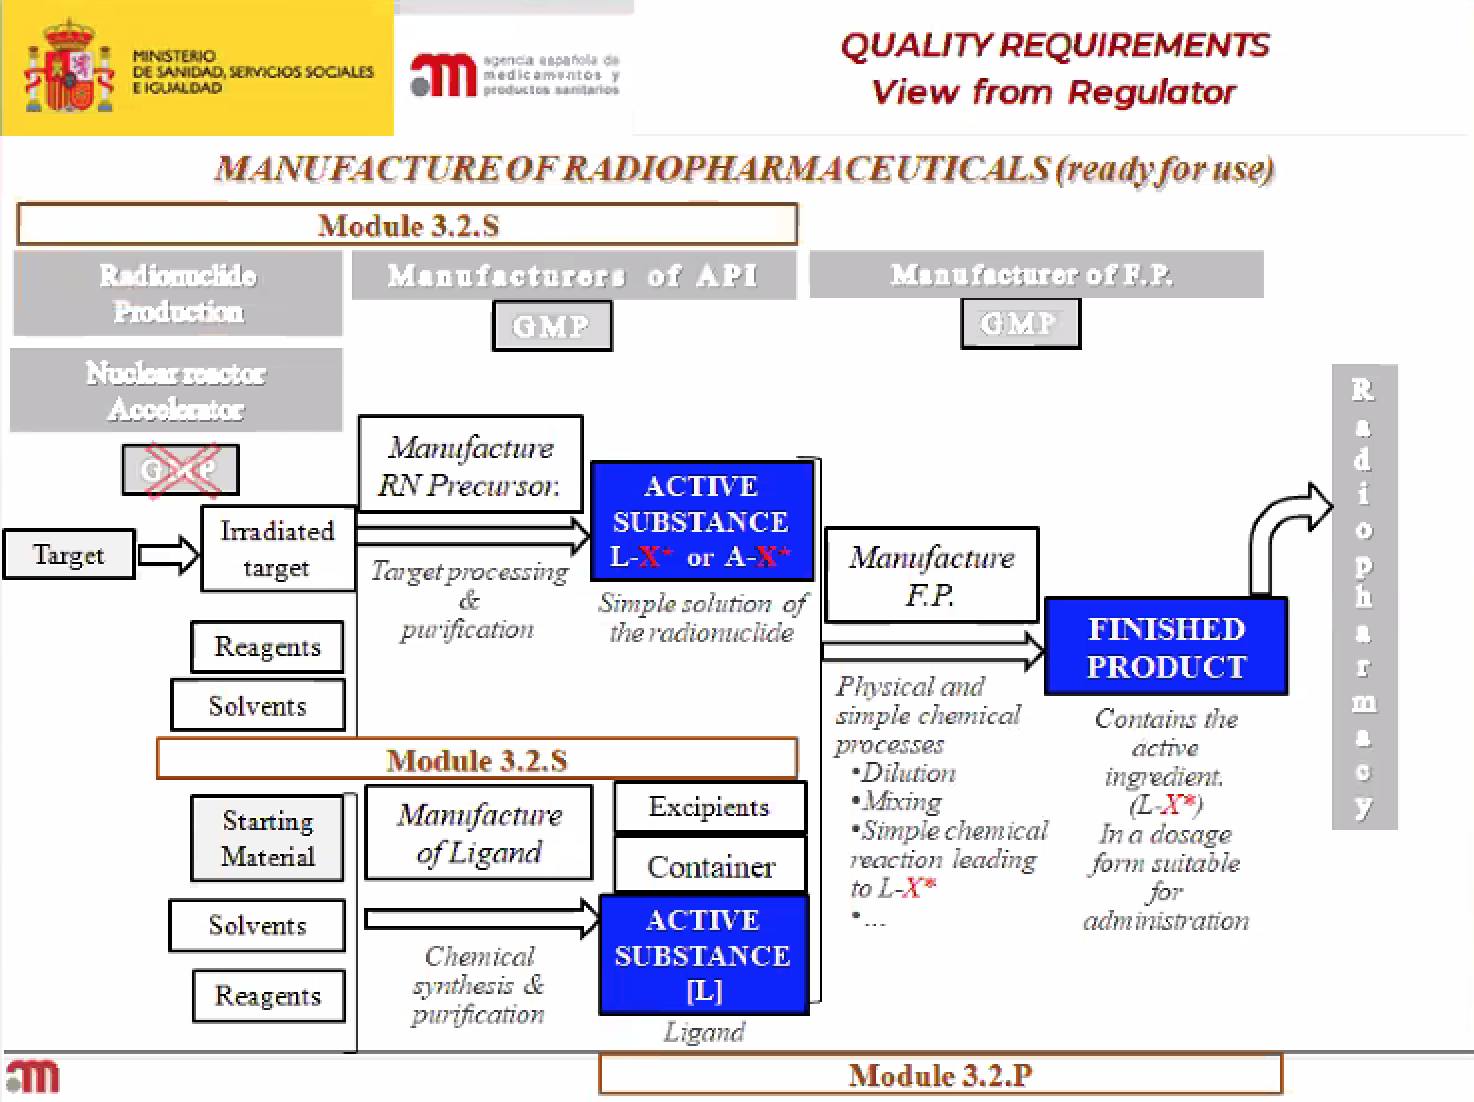 MINISTERIO
DE SANIDAD, SERVICIOS SOCIALES
E IGUALDAD
agencia española de
medicamentos y
productos sanitarios
QUALITY REQUIREMENTS
View from Regulator
MANUFACTURE OF RADIOPHARMACEUTICALS (ready for use)
Module 3.2.S
Radionuclide
Production
Manufacturers of API
Manufacturer of F.P.
GMP
GMP
Nuclear reactor
Accelerator
GMP
Manufacture
RN Precursor.
ACTIVE
SUBSTANCE
L-X* or A-X*
Target
Irradiated
target
Target processing
&
purification
Simple solution of
the radionuclide
Manufacture
F.P.
FINISHED
PRODUCT
Radiopharmacy
Reagents
Solvents
Physical and
simple chemical
processes
•Dilution
•Mixing
•Simple chemical
reaction leading
to L-X*
•...
Contains the
active
ingredient.
(L-X*)
In a dosage
form suitable
for
administration
Module 3.2.S
Starting
Material
Manufacture
of Ligand
Excipients
Container
Solvents
ACTIVE
SUBSTANCE
[L]
Chemical
synthesis &
purification
Reagents
Ligand
Module 3.2.P